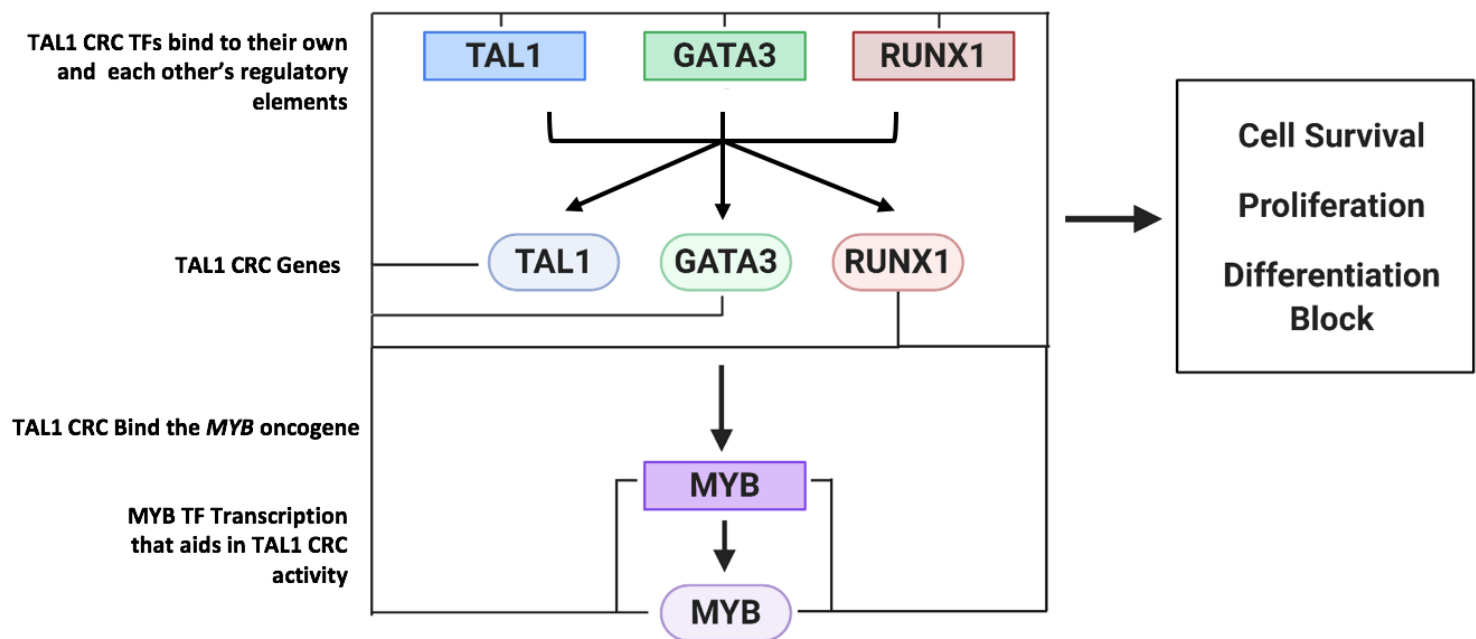 TAL1 CRC TFs bind to their own
and each other's regulatory
elements
TAL1
GATA3
RUNX1
TAL1 CRC Genes
TAL1
GATA3
RUNX1
Cell Survival
Proliferation
Differentiation
Block
TAL1 CRC Bind the MYB oncogene
MYB
MYB TF Transcription
that aids in TAL1 CRC
activity
MYB